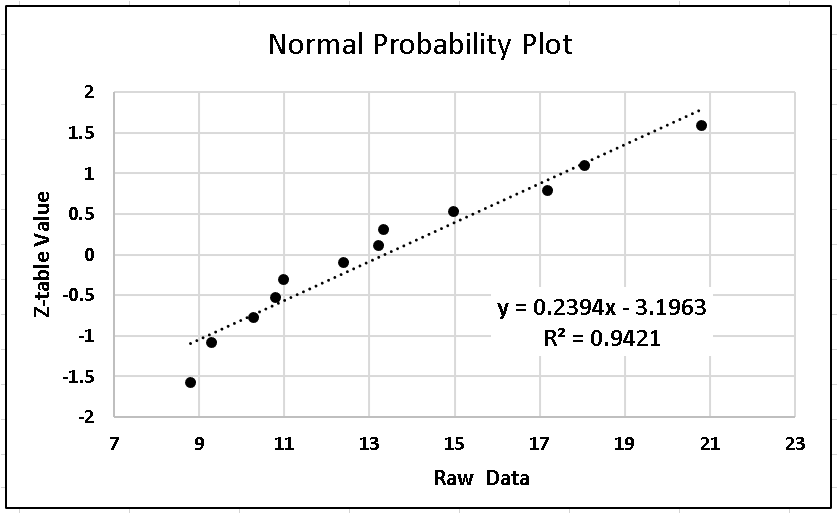 Normal Probability Plot
Z-table Value
2
1.5
1
0.5
0
-0.5
-1
-1.5
-2
y = 0.2394x - 3.1963
R² = 0.9421
7 9 11 13 15 17 19 21 23
Raw Data